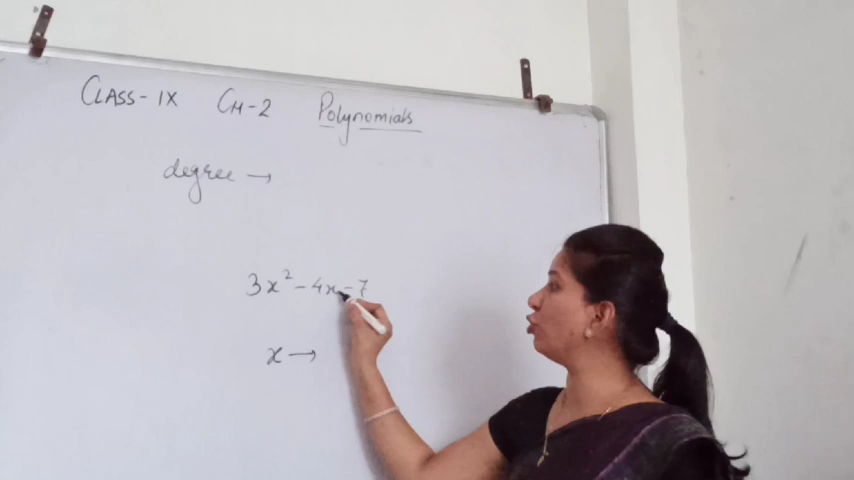 CLASS-IX CH-2 Polynomials
degree →
3x² - 4x - 7
x →